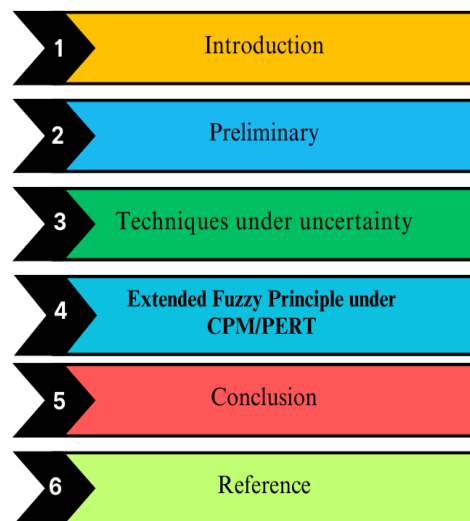 1 Introduction
2 Preliminary
3 Techniques under uncertainty
4 Extended Fuzzy Principle under
CPM/PERT
5 Conclusion
6 Reference